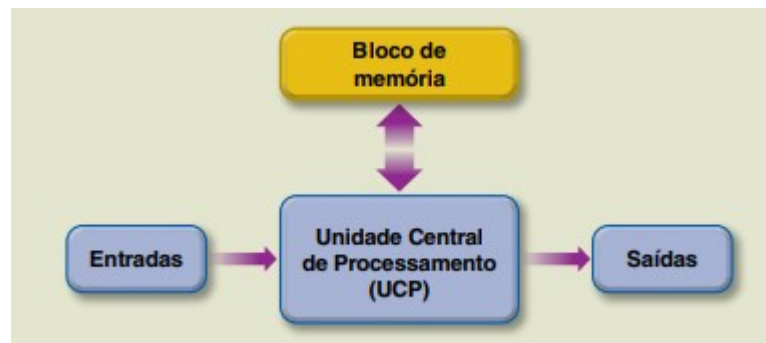 Bloco de
memória
Entradas
Unidade Central
de Processamento
(UCP)
Saídas